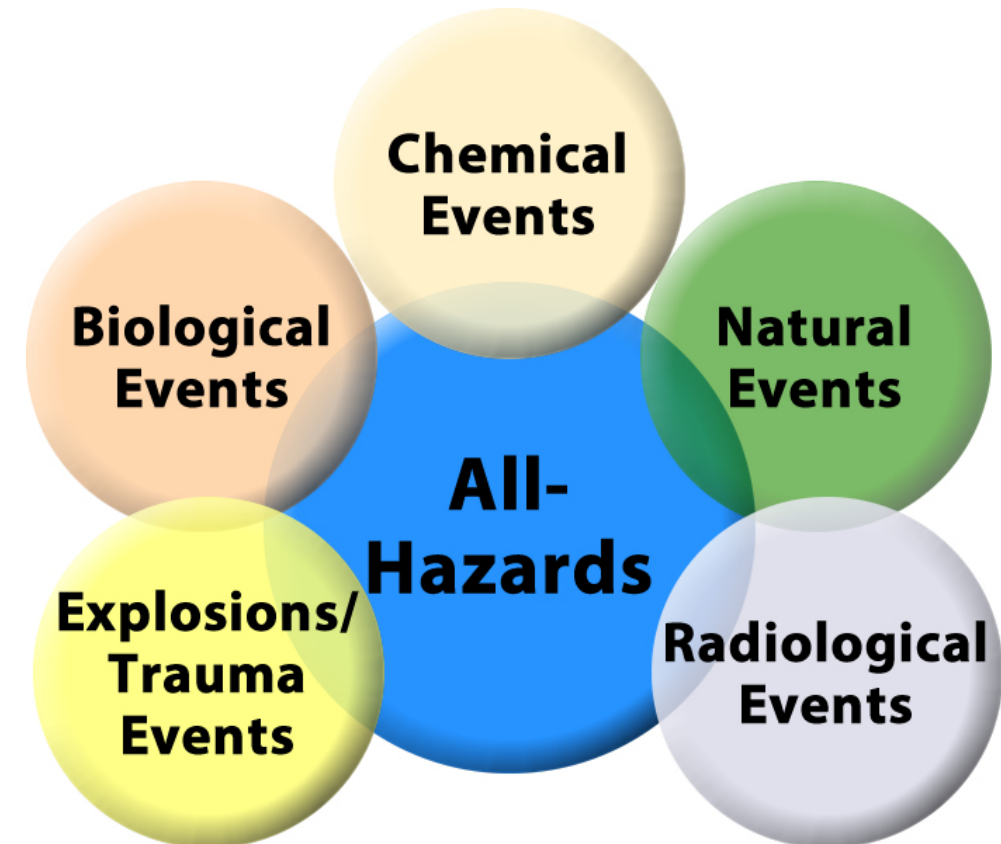 Chemical
Events
Biological
Events
Natural
Events
All-
Hazards
Explosions/
Trauma
Events
Radiological
Events